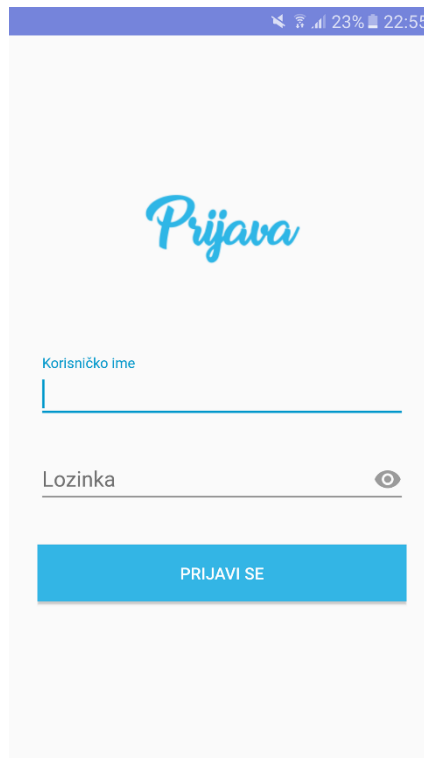 23% 22:55
Prijava
Korisničko ime
Lozinka
PRIJAVI SE